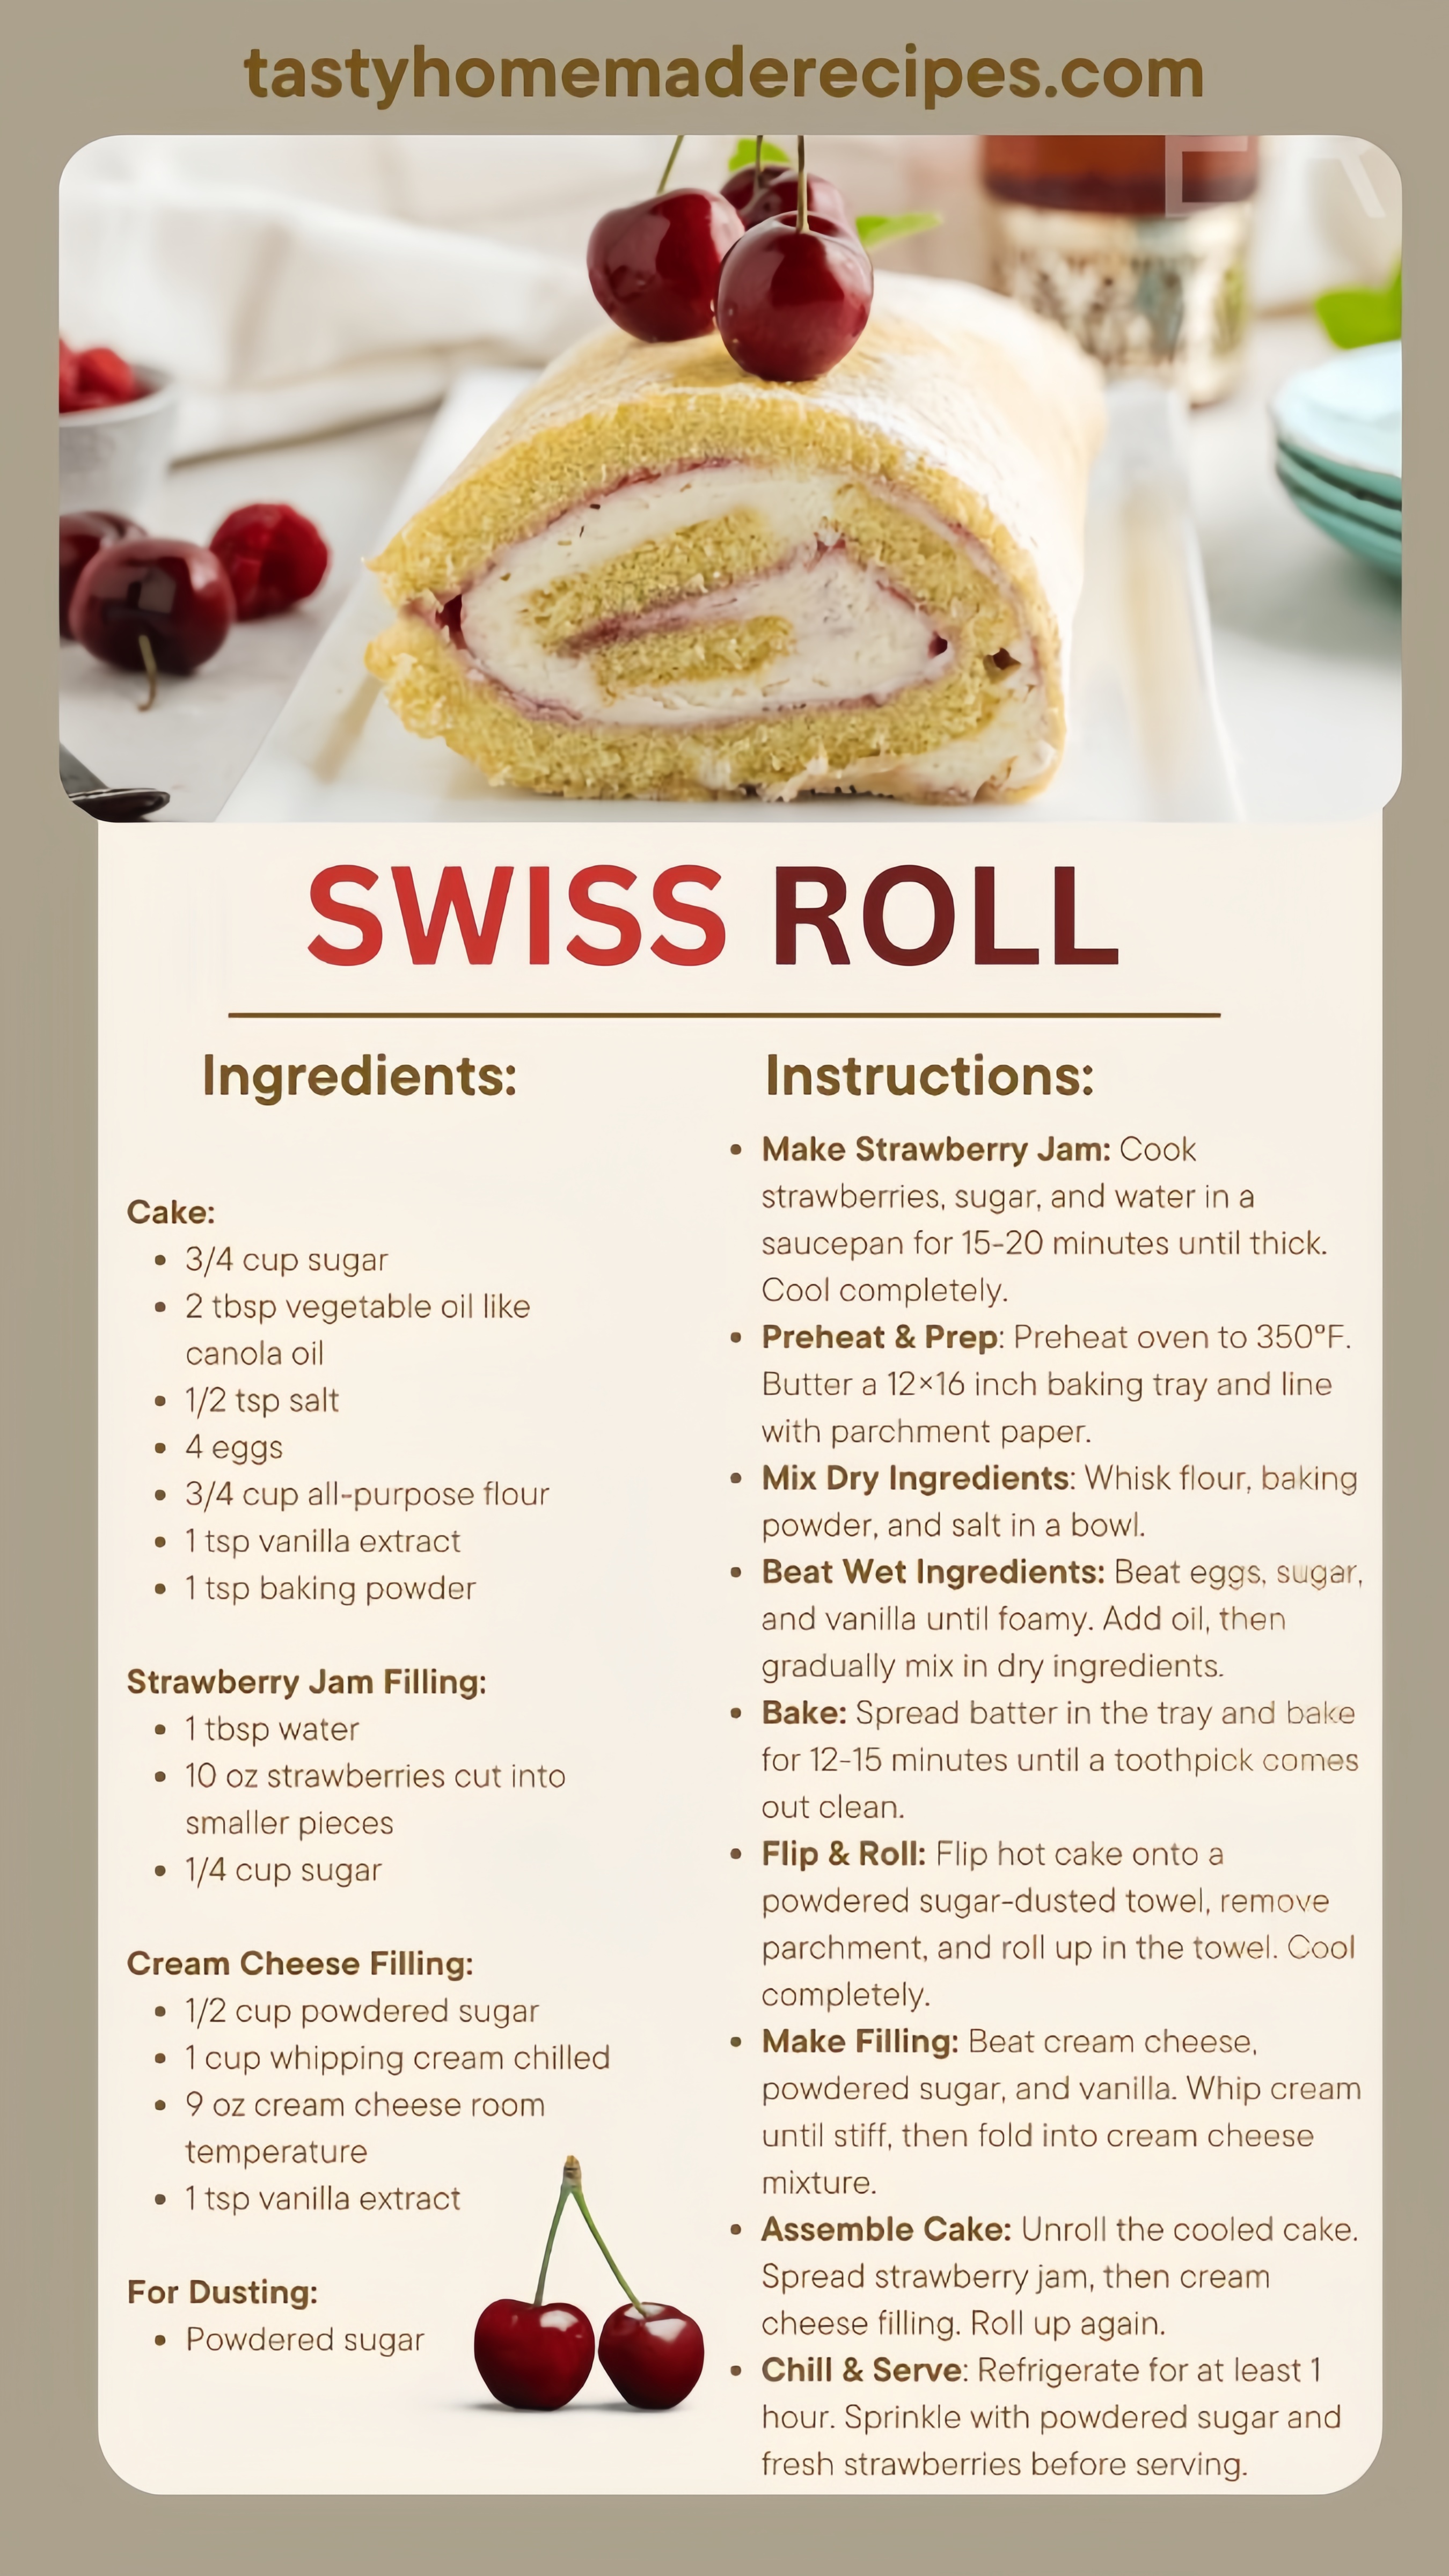 tastyhomemaderecipes.com
ER
SWISS ROLL
Ingredients:
Cake:
• 3/4 cup sugar
• 2 tbsp vegetable oil like
canola oil
• 1/2 tsp salt
• 4 eggs
• 3/4 cup all-purpose flour
• 1 tsp vanilla extract
• 1 tsp baking powder
Strawberry Jam Filling:
• 1 tbsp water
• 10 oz strawberries cut into
smaller pieces
• 1/4 cup sugar
Cream Cheese Filling:
• 1/2 cup powdered sugar
• 1 cup whipping cream chilled
• 9 oz cream cheese room
temperature
• 1 tsp vanilla extract
For Dusting:
• Powdered sugar
Instructions:
• Make Strawberry Jam: Cook
strawberries, sugar, and water in a
saucepan for 15-20 minutes until thick.
Cool completely.
• Preheat & Prep: Preheat oven to 350°F.
Butter a 12×16 inch baking tray and line
with parchment paper.
• Mix Dry Ingredients: Whisk flour, baking
powder, and salt in a bowl.
• Beat Wet Ingredients: Beat eggs, sugar,
and vanilla until foamy. Add oil, then
gradually mix in dry ingredients.
• Bake: Spread batter in the tray and bake
for 12-15 minutes until a toothpick comes
out clean.
• Flip & Roll: Flip hot cake onto a
powdered sugar-dusted towel, remove
parchment, and roll up in the towel. Cool
completely.
• Make Filling: Beat cream cheese,
powdered sugar, and vanilla. Whip cream
until stiff, then fold into cream cheese
mixture.
• Assemble Cake: Unroll the cooled cake.
Spread strawberry jam, then cream
cheese filling. Roll up again.
• Chill & Serve: Refrigerate for at least 1
hour. Sprinkle with powdered sugar and
fresh strawberries before serving.